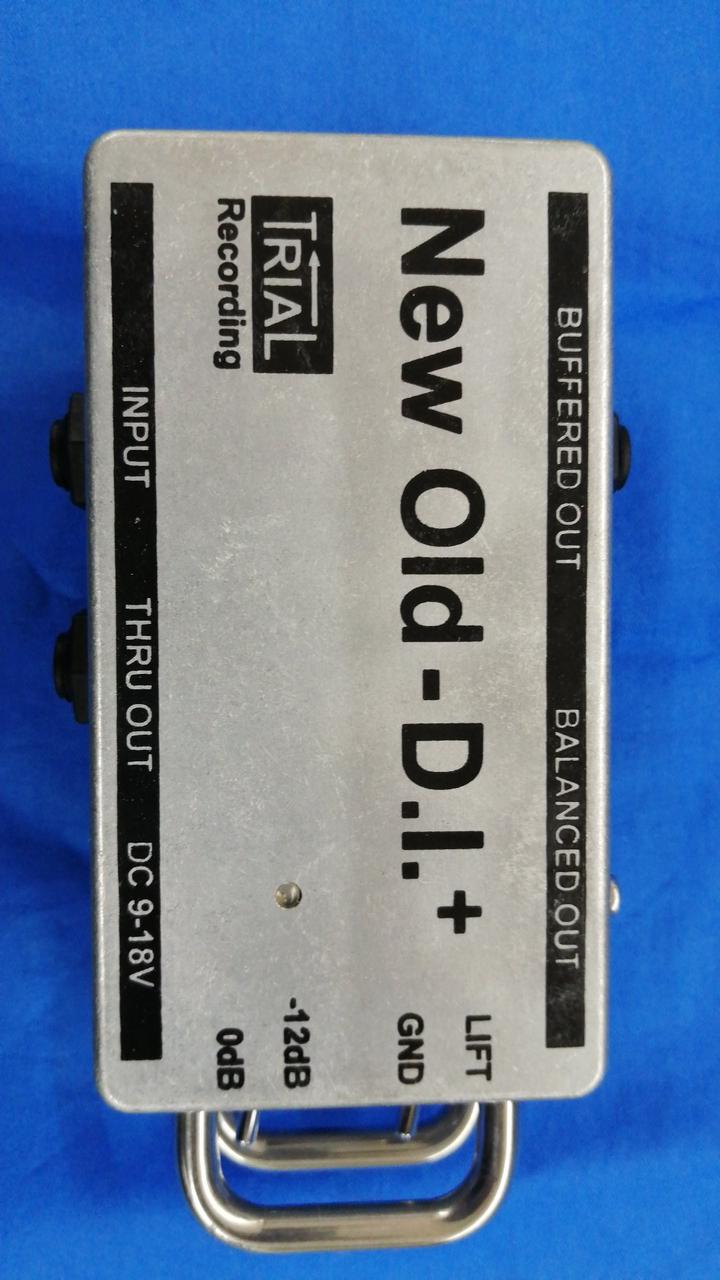 BUFFERED OUT BALANCED OUT
New Old-D.I.+
LIFT
GND
TRIAL
Recording
-12dB
0dB
INPUT THRU OUT DC 9-18V